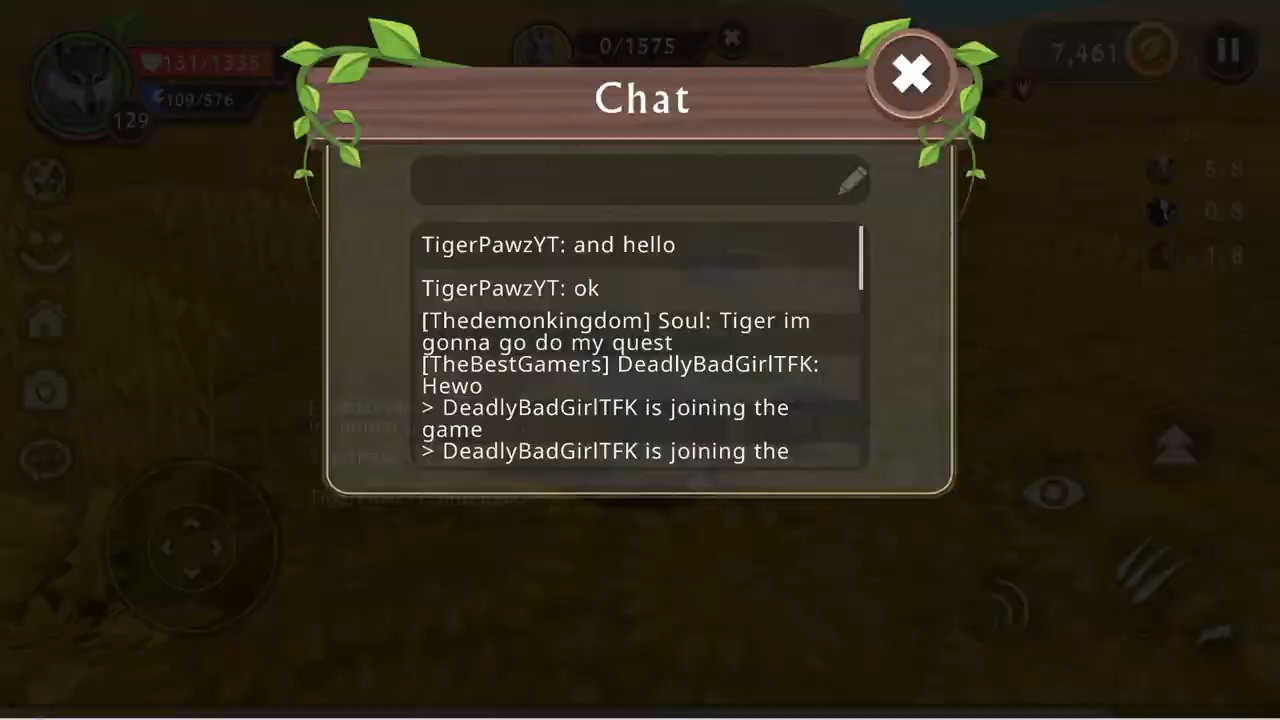 0/1575
7,461
131/1335
Chat
109/576
129
TigerPawzYT: and hello
TigerPawzYT: ok
[Thedemonkingdom] Soul: Tiger im
gonna go do my quest
[TheBestGamers] DeadlyBadGirlTFK:
Hewo
> DeadlyBadGirlTFK is joining the
game
> DeadlyBadGirlTFK is joining the